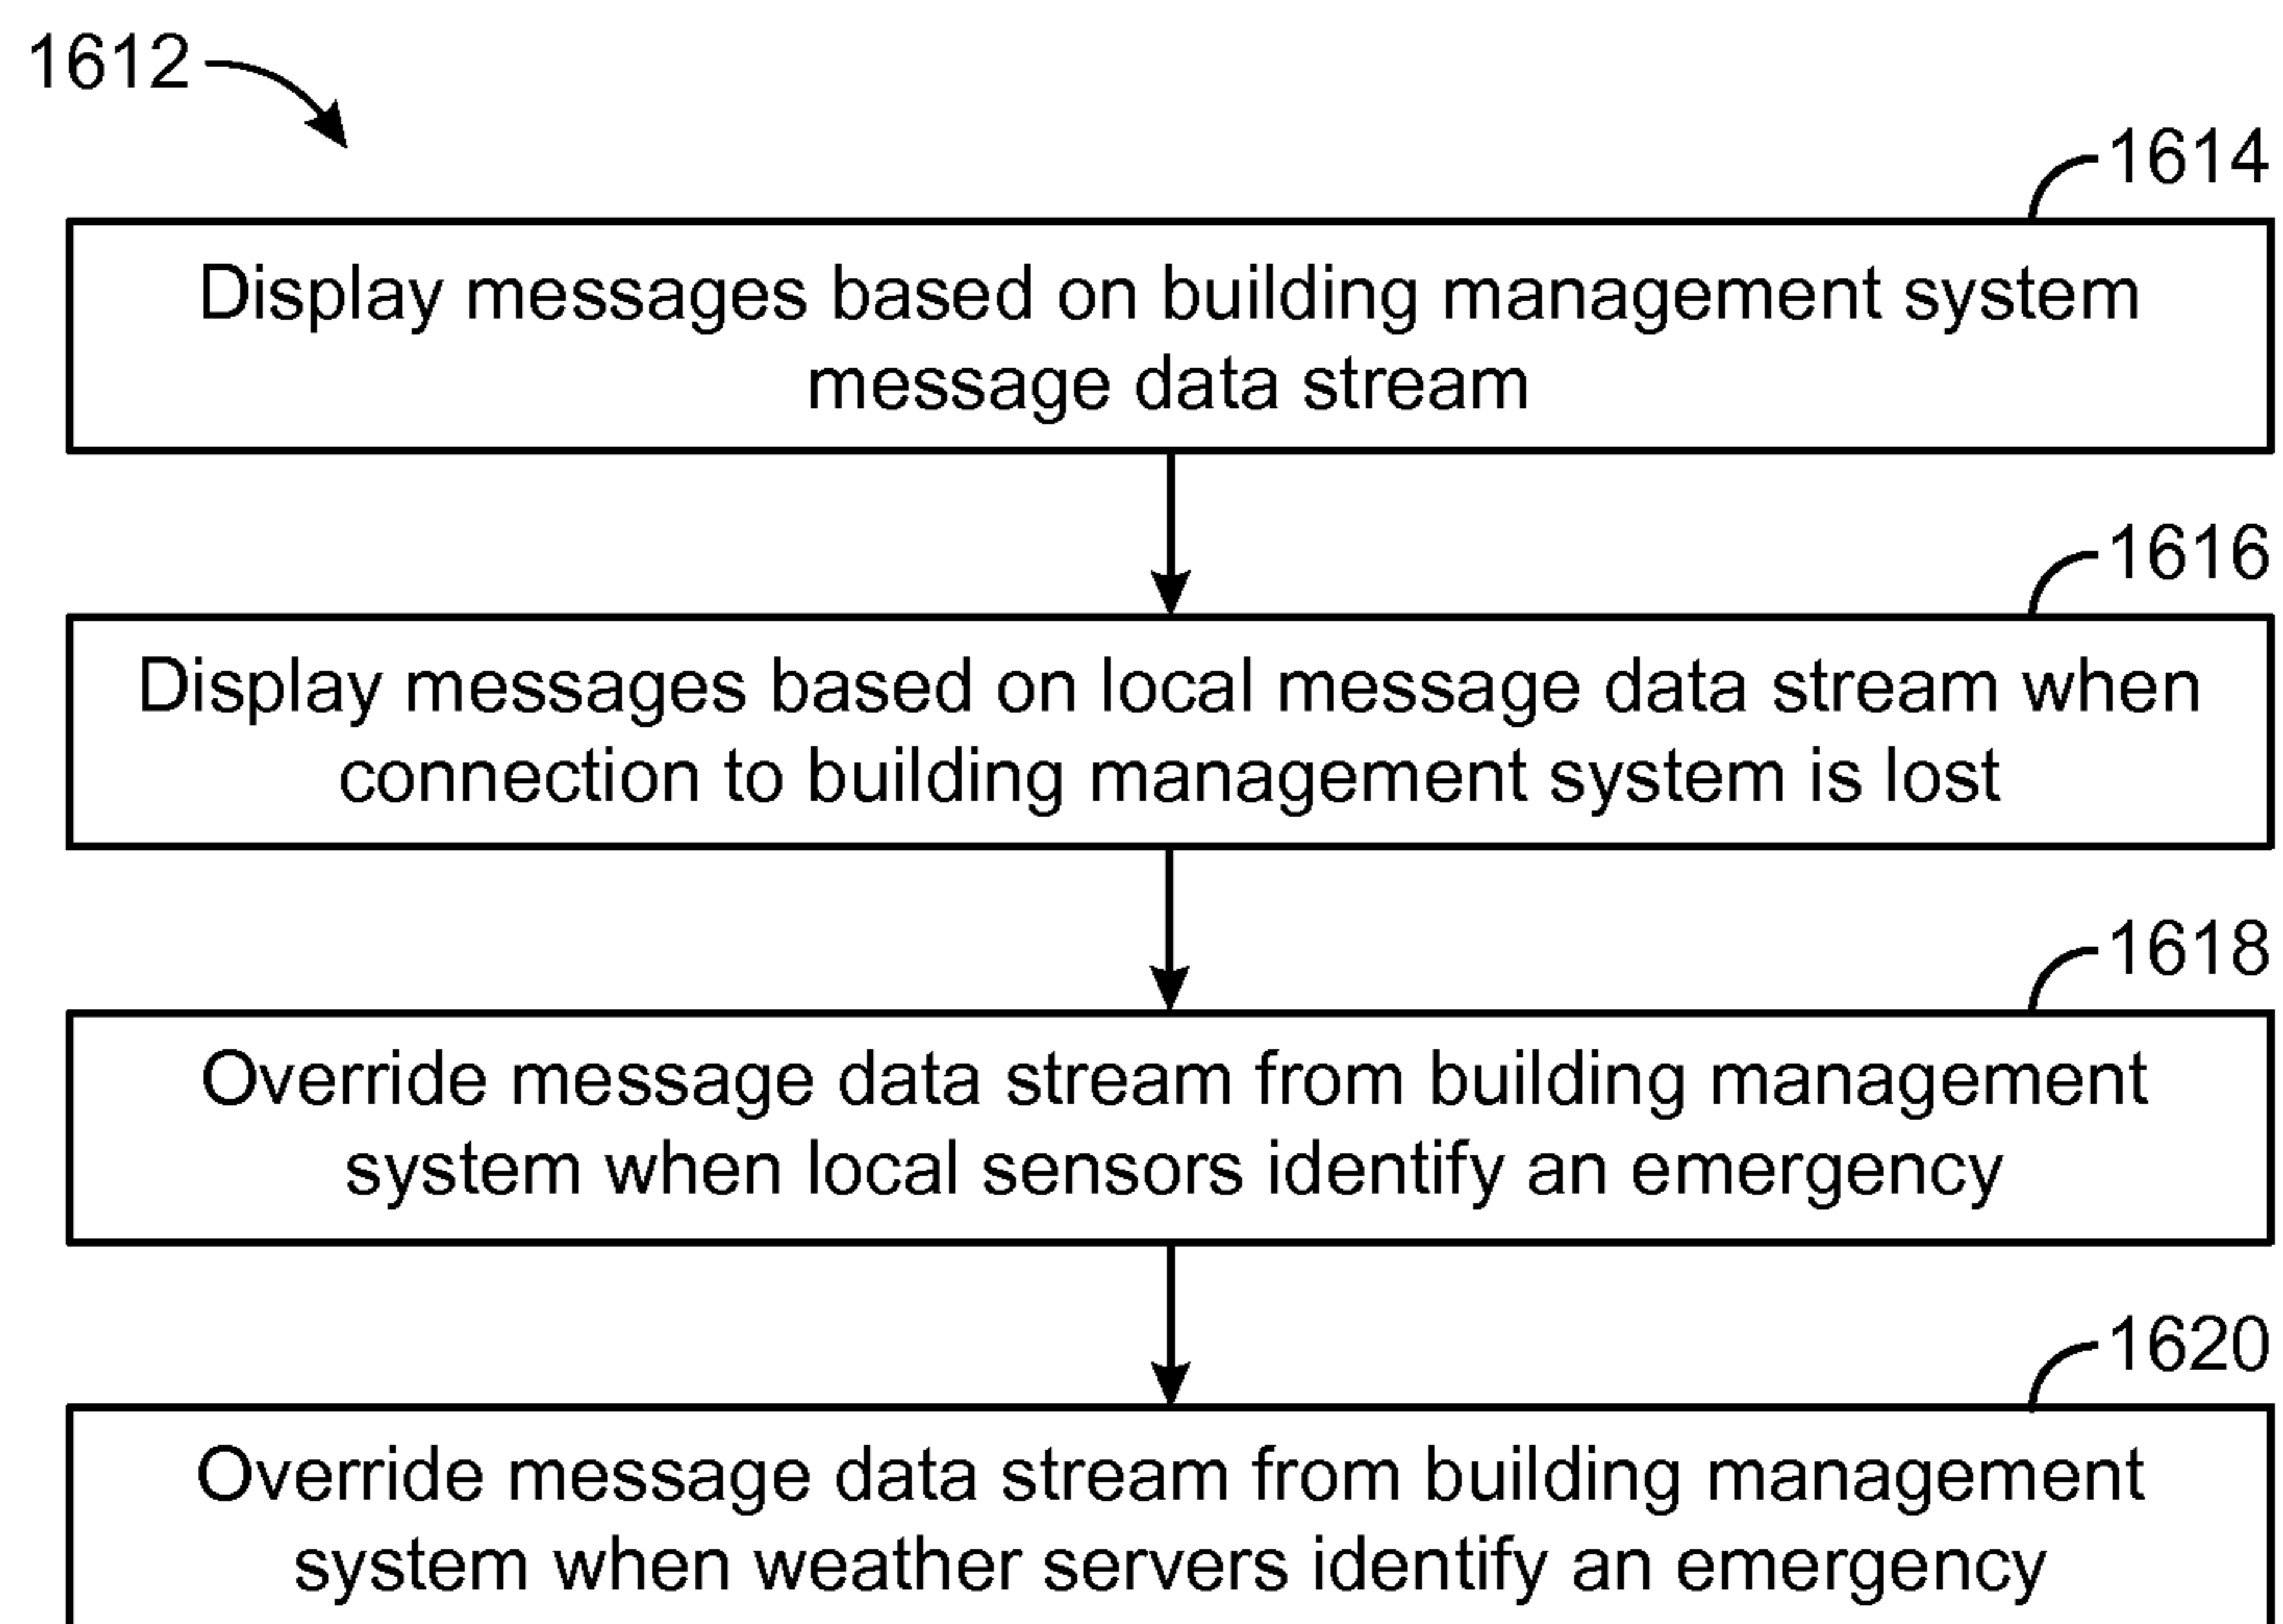 1612
1614
Display messages based on building management system
message data stream
1616
Display messages based on local message data stream when
connection to building management system is lost
1618
Override message data stream from building management
system when local sensors identify an emergency
1620
Override message data stream from building management
system when weather servers identify an emergency